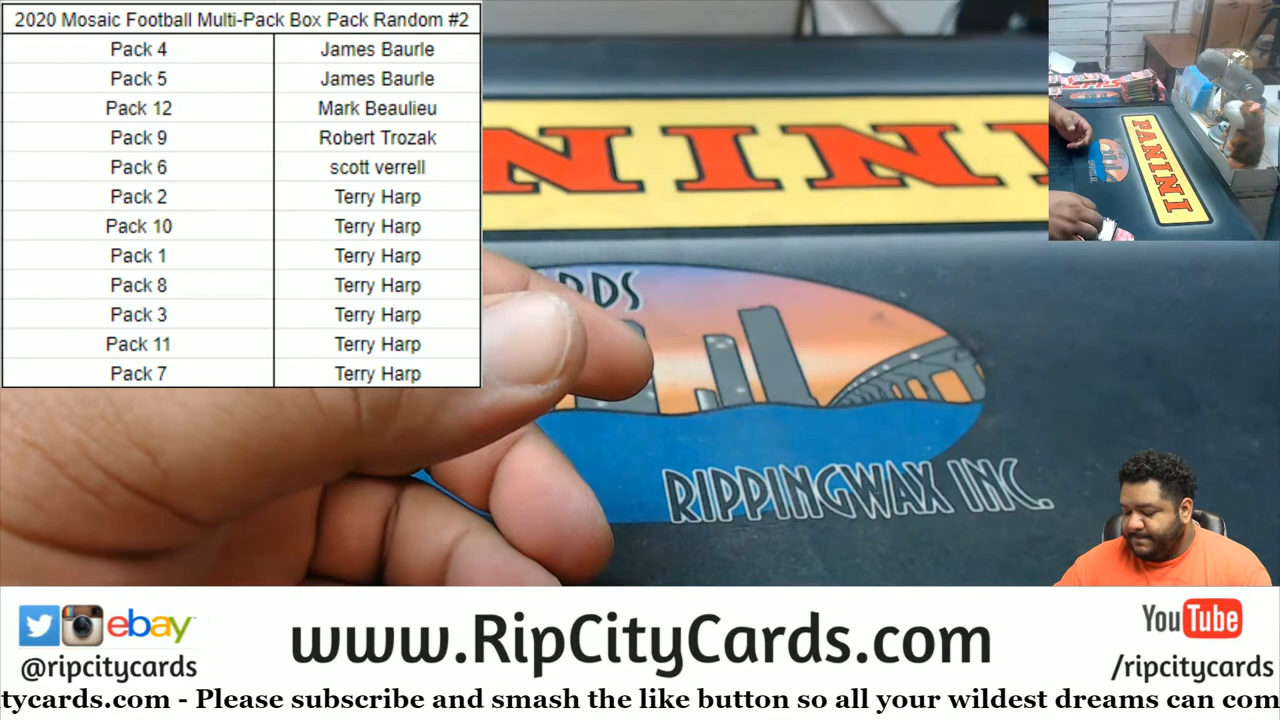 2020 Mosaic Football Multi-Pack Box Pack Random #2
Pack 4 James Baurle
Pack 5 James Baurle
Pack 12 Mark Beaulieu
Pack 9 Robert Trozak
Pack 6 scott verrell
Pack 2 Terry Harp
Pack 10 Terry Harp
Pack 1 Terry Harp
Pack 8 Terry Harp
Pack 3 Terry Harp
Pack 11 Terry Harp
Pack 7 Terry Harp
NINI
PANINI
RDS
RIPPINGWAX INC.
ebay
@ripcitycards
www.RipCityCards.com
YouTube
/ripcitycards
tycards.com - Please subscribe and smash the like button so all your wildest dreams can com